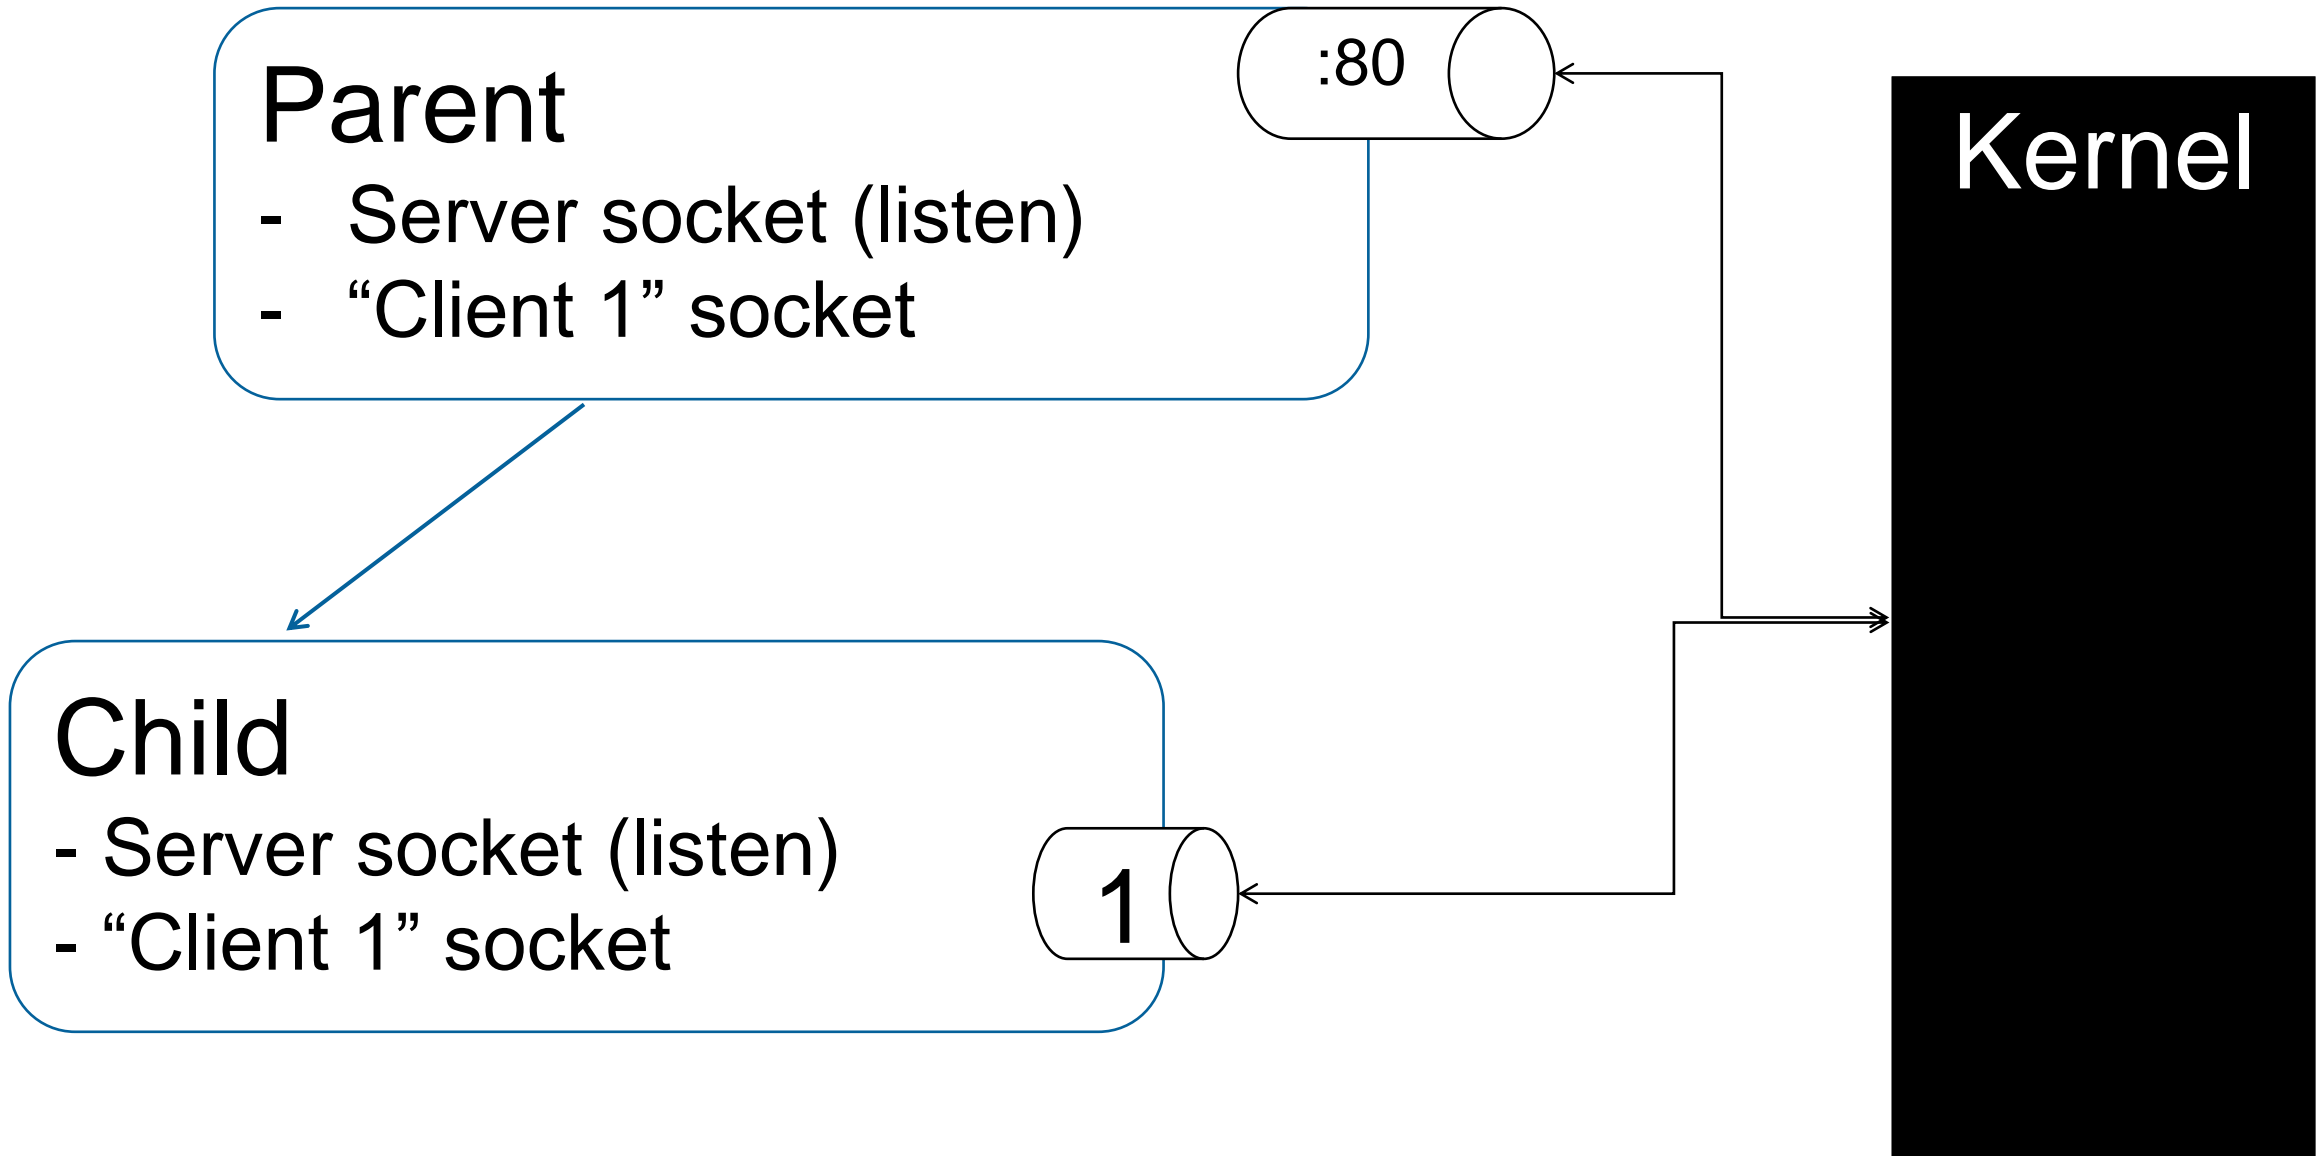 :80
Parent
- Server socket (listen)
- “Client 1” socket
Kernel
Child
- Server socket (listen)
- “Client 1” socket
1